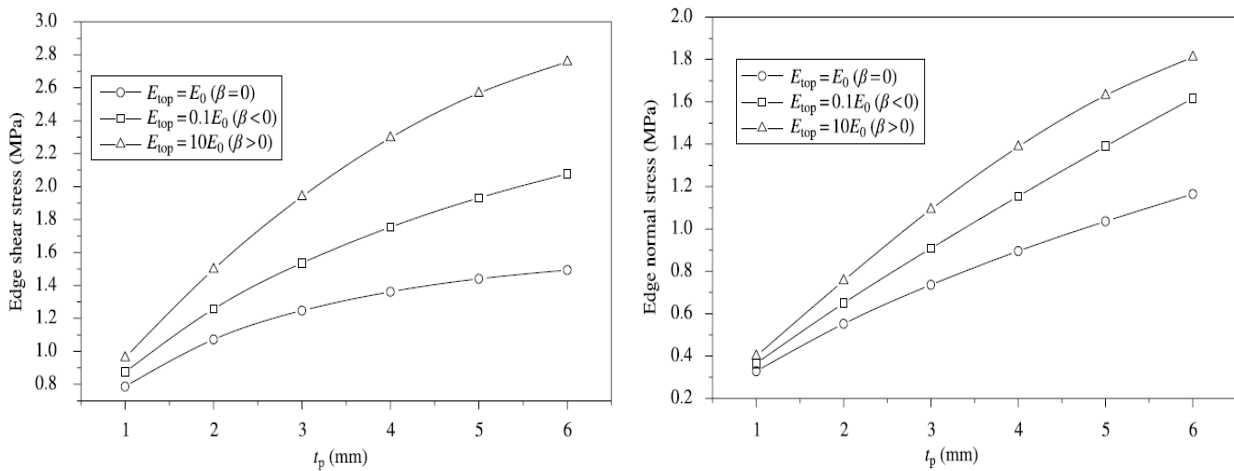 3.0
2.8
2.6
2.4
2.2
2.0
1.8
1.6
1.4
1.2
1.0
0.8
Edge shear stress (MPa)
E_top = E_0 (β=0)
E_top = 0.1E_0 (β<0)
E_top = 10E_0 (β>0)
1 2 3 4 5 6
t_p (mm)
2.0
1.8
1.6
1.4
1.2
1.0
0.8
0.6
0.4
0.2
Edge normal stress (MPa)
E_top = E_0 (β=0)
E_top = 0.1E_0 (β<0)
E_top = 10E_0 (β>0)
1 2 3 4 5 6
t_p (mm)